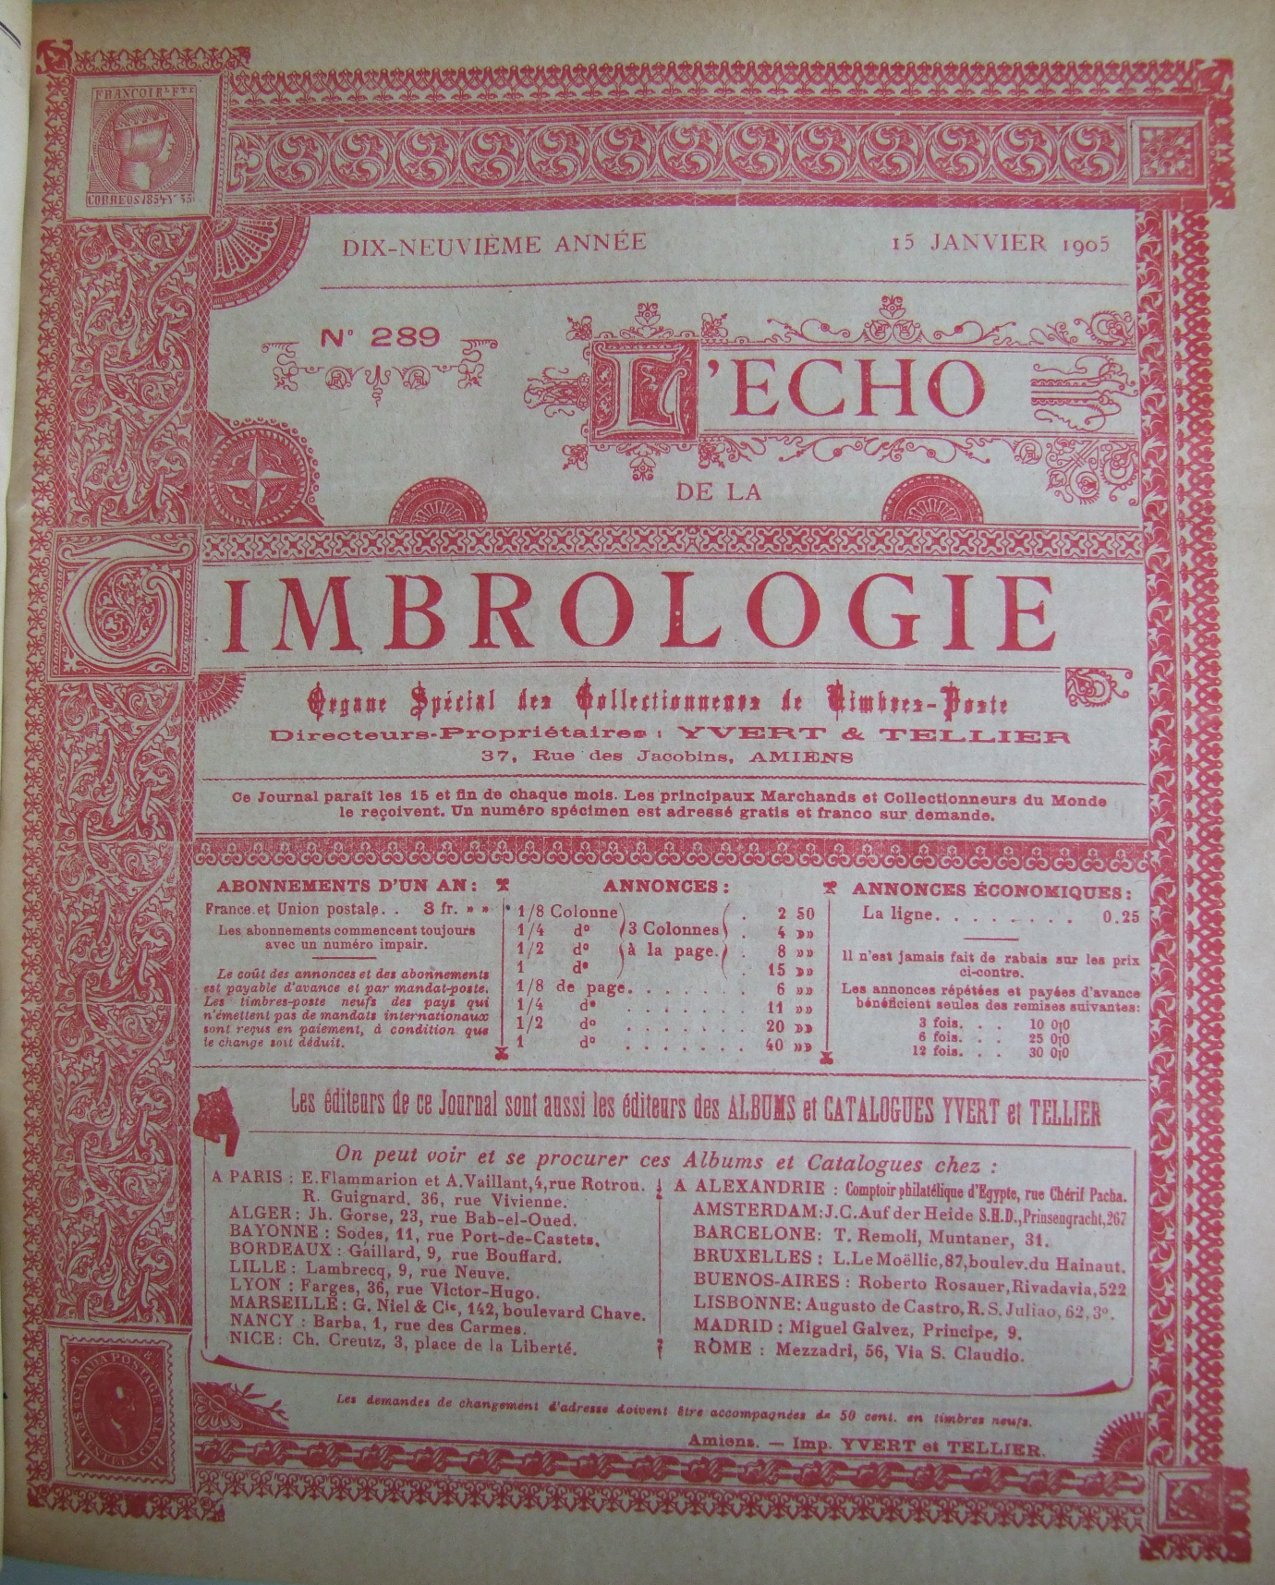 FRANCO 1R L FTE
CORREOS 1854 Y 55
DIX-NEUVIÈME ANNÉE
15 JANVIER 1905
N° 289
L'ECHO
DE LA
TIMBROLOGIE
Organe Spécial des Collectionneurs de Timbres-Poste
Directeurs-Propriétaires : YVERT & TELLIER
37, Rue des Jacobins, AMIENS
Ce Journal paraît les 15 et fin de chaque mois. Les principaux Marchands et Collectionneurs du Monde
le reçoivent. Un numéro spécimen est adressé gratis et franco sur demande.
ABONNEMENTS D'UN AN :
France et Union postale. . 3 fr. » »
Les abonnements commencent toujours
avec un numéro impair.
Le coût des annonces et des abonnements
est payable d'avance et par mandat-poste.
Les timbres-poste neufs des pays qui
n'émettent pas de mandats internationaux
sont reçus en paiement, à condition que
le change soit déduit.
ANNONCES :
1/8 Colonne . 2 50
1/4 d° 3 Colonnes . 4 »»
1/2 d° à la page. . 8 »»
1 d° 15 »»
1/8 de page. . . . . . . 6 »»
1/4 d° . . . . . . . 11 »»
1/2 d° . . . . . . . 20 »»
1 d° . . . . . . . 40 »»
ANNONCES ÉCONOMIQUES :
La ligne. . . . . . . . 0.25
Il n'est jamais fait de rabais sur les prix
ci-contre.
Les annonces répétées et payées d'avance
bénéficient seules des remises suivantes :
3 fois. . . 10 0|0
6 fois. . . 25 0|0
12 fois. . . 30 0|0
Les éditeurs de ce Journal sont aussi les éditeurs des ALBUMS et CATALOGUES YVERT et TELLIER
On peut voir et se procurer ces Albums et Catalogues chez :
A PARIS : E. Flammarion et A. Vaillant, 4, rue Rotrou.
R. Guignard, 36, rue Vivienne.
ALGER : Jh. Gorse, 23, rue Bab-el-Oued.
BAYONNE : Sodes, 11, rue Port-de-Castets.
BORDEAUX : Gaillard, 9, rue Bouffard.
LILLE : Lambrecq, 9, rue Neuve.
LYON : Farges, 36, rue Victor-Hugo.
MARSEILLE : G. Niel & Cie, 142, boulevard Chave.
NANCY : Barba, 1, rue des Carmes.
NICE : Ch. Creutz, 3, place de la Liberté.
A ALEXANDRIE : Comptoir philatélique d'Egypte, rue Chérif Pacha.
AMSTERDAM : J.C. Auf der Heide S.H.D., Prinsengracht, 267
BARCELONE : T. Remoli, Muntaner, 31.
BRUXELLES : L. Le Moëllic, 87, boulev. du Hainaut.
BUENOS-AIRES : Roberto Rosauer, Rivadavia, 522
LISBONNE : Augusto de Castro, R. S. Juliao, 62, 3°.
MADRID : Miguel Galvez, Principe, 9.
ROME : Mezzadri, 56, Via S. Claudio.
CANADA POSTAGE
Les demandes de changement d'adresse doivent être accompagnées de 50 cent. en timbres neufs.
Amiens. — Imp. YVERT et TELLIER.